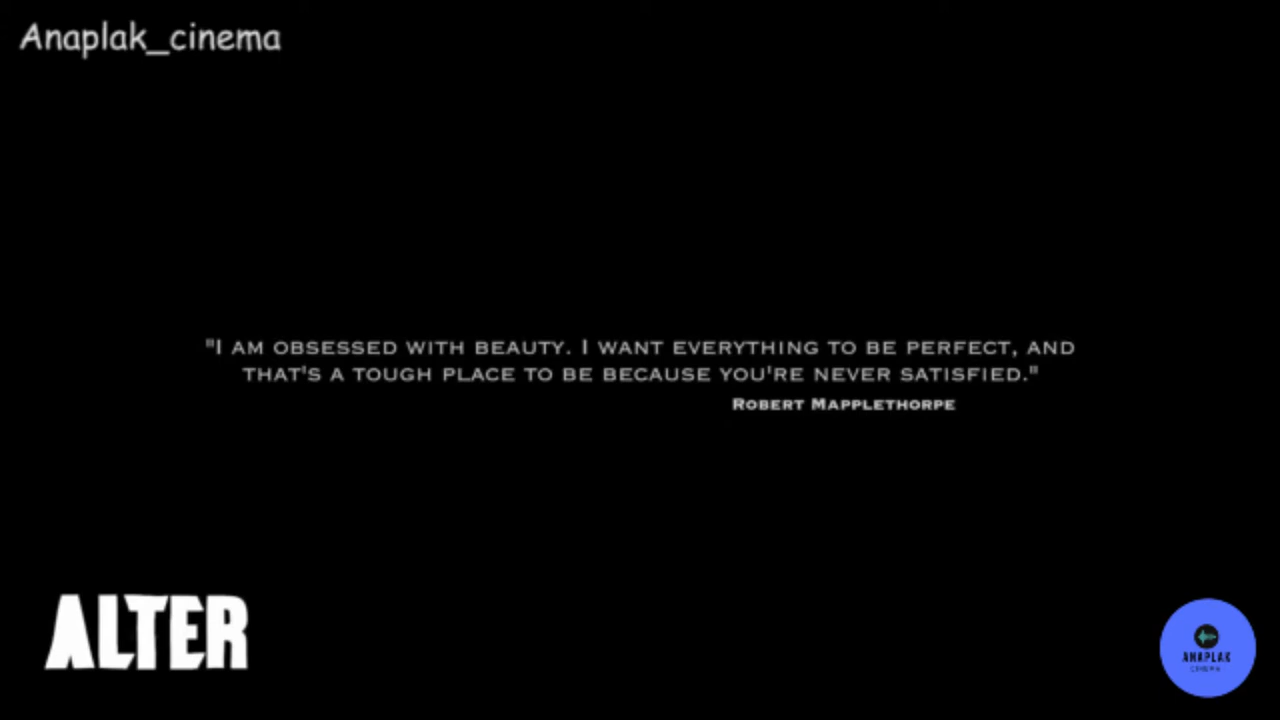 Anaplak_cinema
"I AM OBSESSED WITH BEAUTY. I WANT EVERYTHING TO BE PERFECT, AND
THAT'S A TOUGH PLACE TO BE BECAUSE YOU'RE NEVER SATISFIED."
ROBERT MAPPLETHORPE
ALTER
ANAPLAK
CINEMA